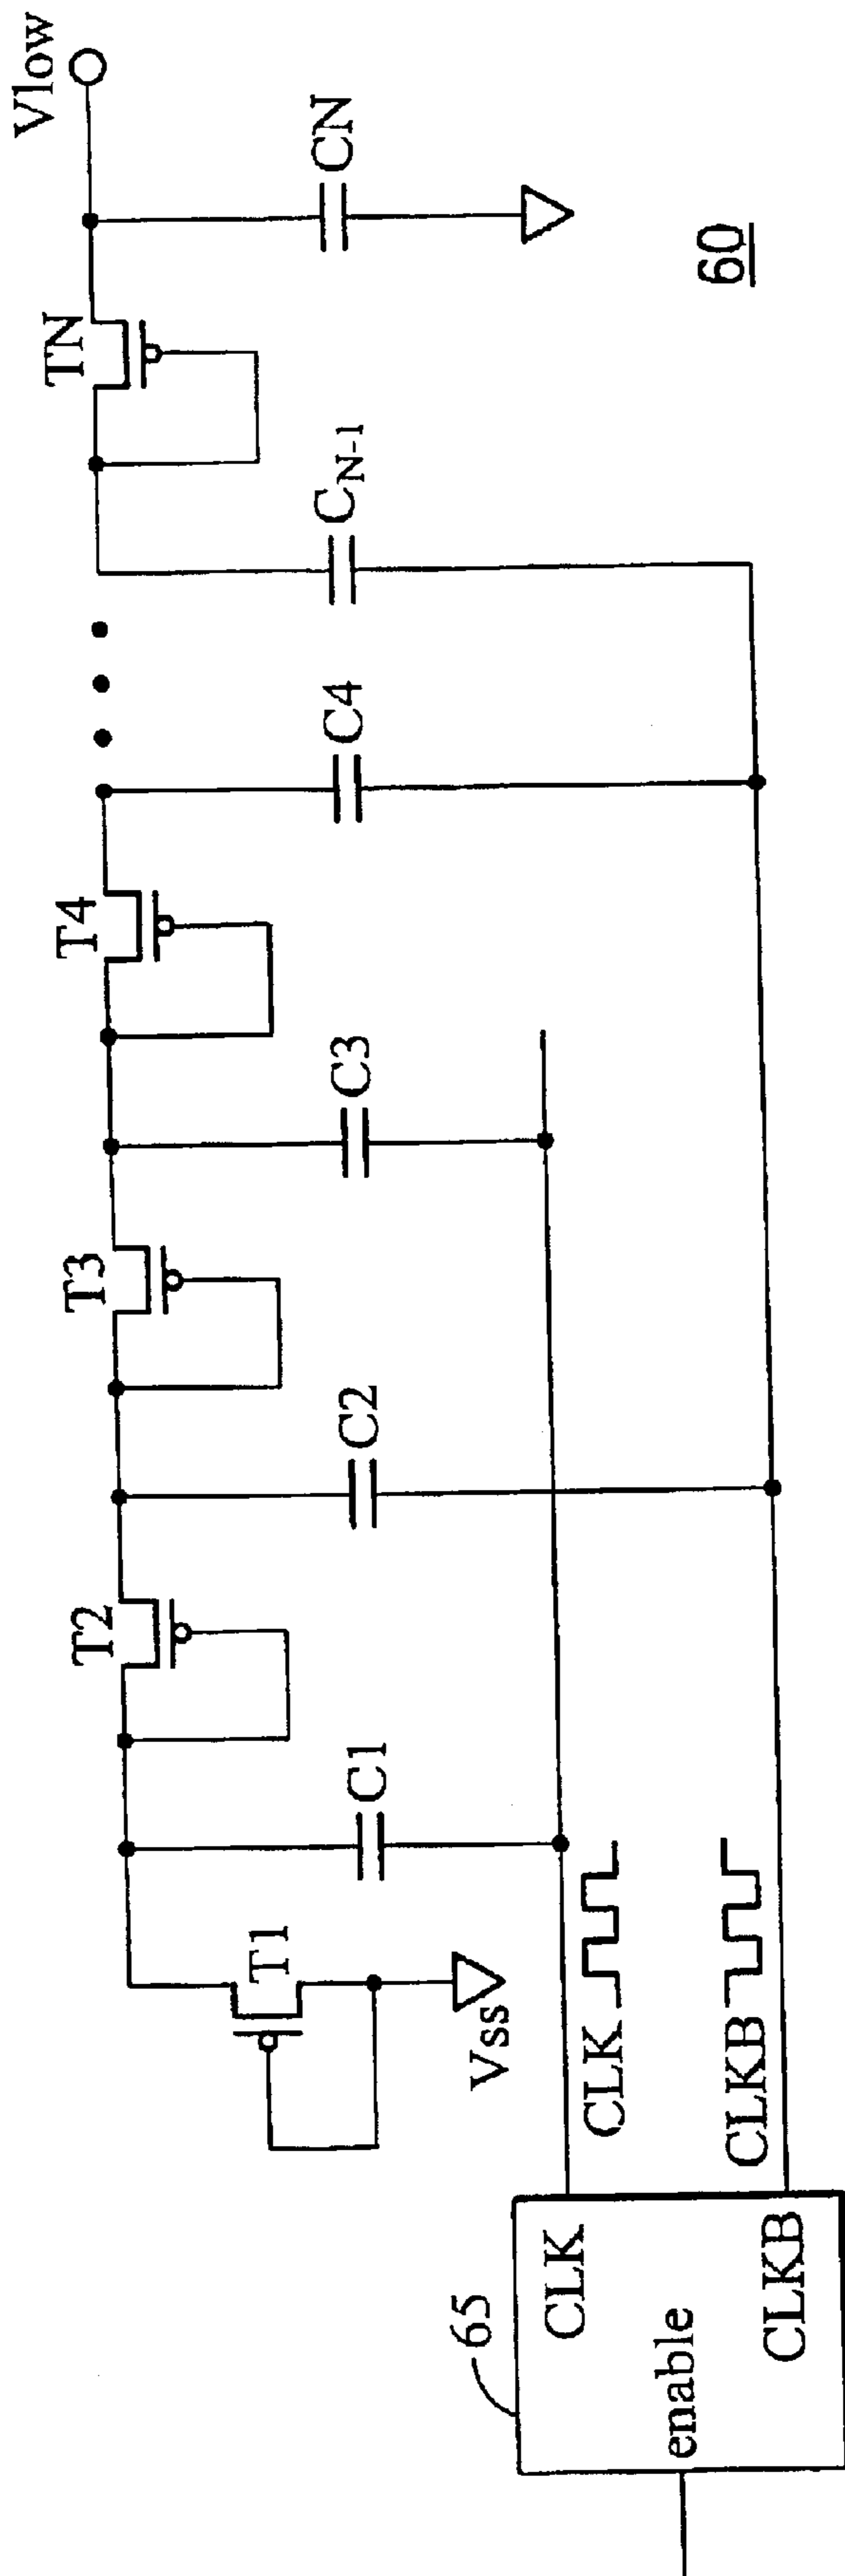 Vlow
TN
CN
60
C_{N-1}
C4
T4
C3
T3
C2
T2
C1
T1
Vss
CLK
CLKB
65
CLK
enable
CLKB